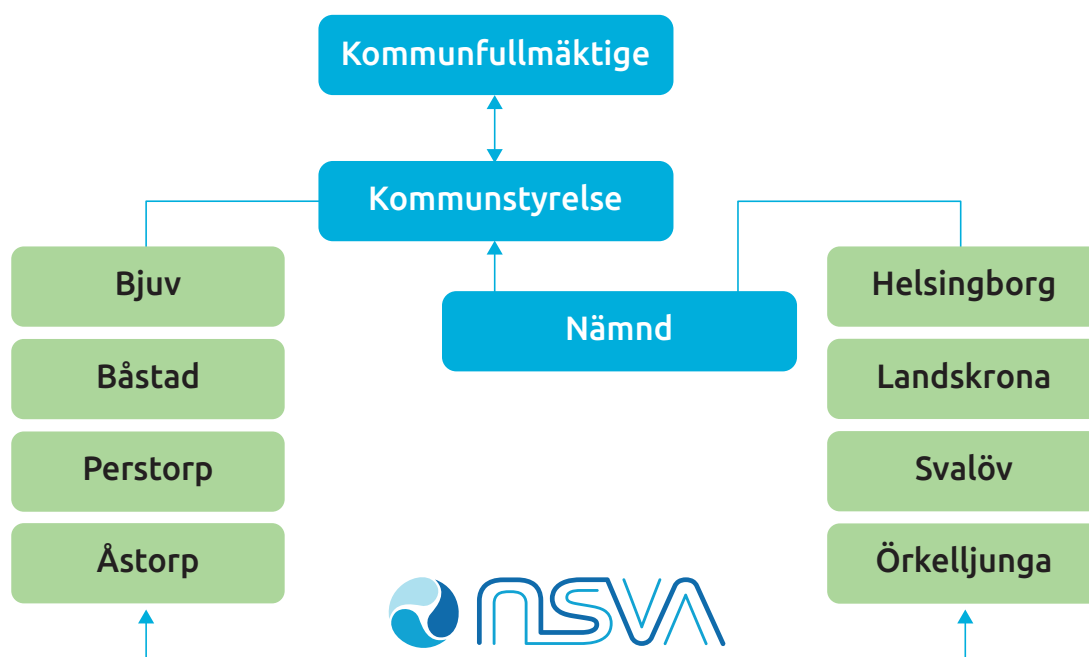 Kommunfullmäktige
Kommunstyrelse
Nämnd
Bjuv
Båstad
Perstorp
Åstorp
Helsingborg
Landskrona
Svalöv
Örkelljunga
nsva